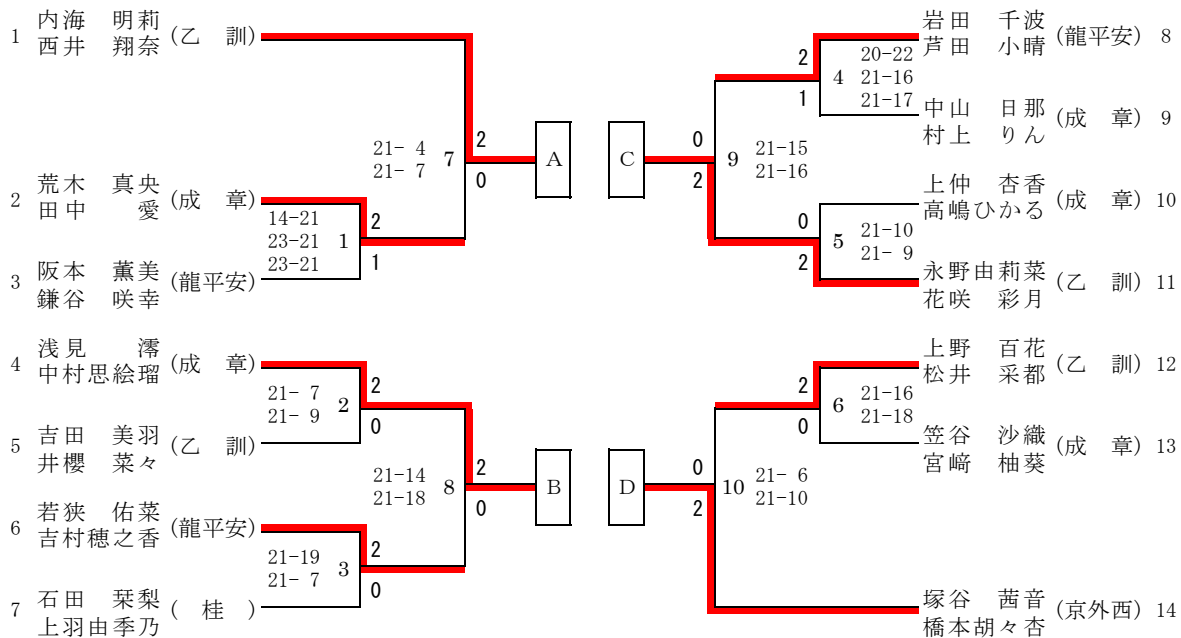 1 内海　明莉 (乙　訓)
西井　翔奈
2 荒木　真央 (成　章)
田中　　愛
3 阪本　薫美 (龍平安)
鎌谷　咲幸
4 浅見　　澪 (成　章)
中村思絵瑠
5 吉田　美羽 (乙　訓)
井櫻　菜々
6 若狭　佑菜 (龍平安)
吉村穂之香
7 石田　栞梨 (　桂　)
上羽由季乃
14-21
23-21
23-21
1
2
1
21- 7
21- 9
2
2
0
21-19
21- 7
3
2
0
21- 4
21- 7
7
2
0
21-14
21-18
8
2
0
A
B
C
D
0
2
9
21-15
21-16
0
2
10
21- 6
21-10
2
1
4
20-22
21-16
21-17
0
2
5
21-10
21- 9
2
0
6
21-16
21-18
岩田　千波 (龍平安) 8
芦田　小晴
中山　日那 (成　章) 9
村上　りん
上仲　杏香 (成　章) 10
高嶋ひかる
永野由莉菜 (乙　訓) 11
花咲　彩月
上野　百花 (乙　訓) 12
松井　采都
笠谷　沙織 (成　章) 13
宮﨑　柚葵
塚谷　茜音 (京外西) 14
橋本胡々杏